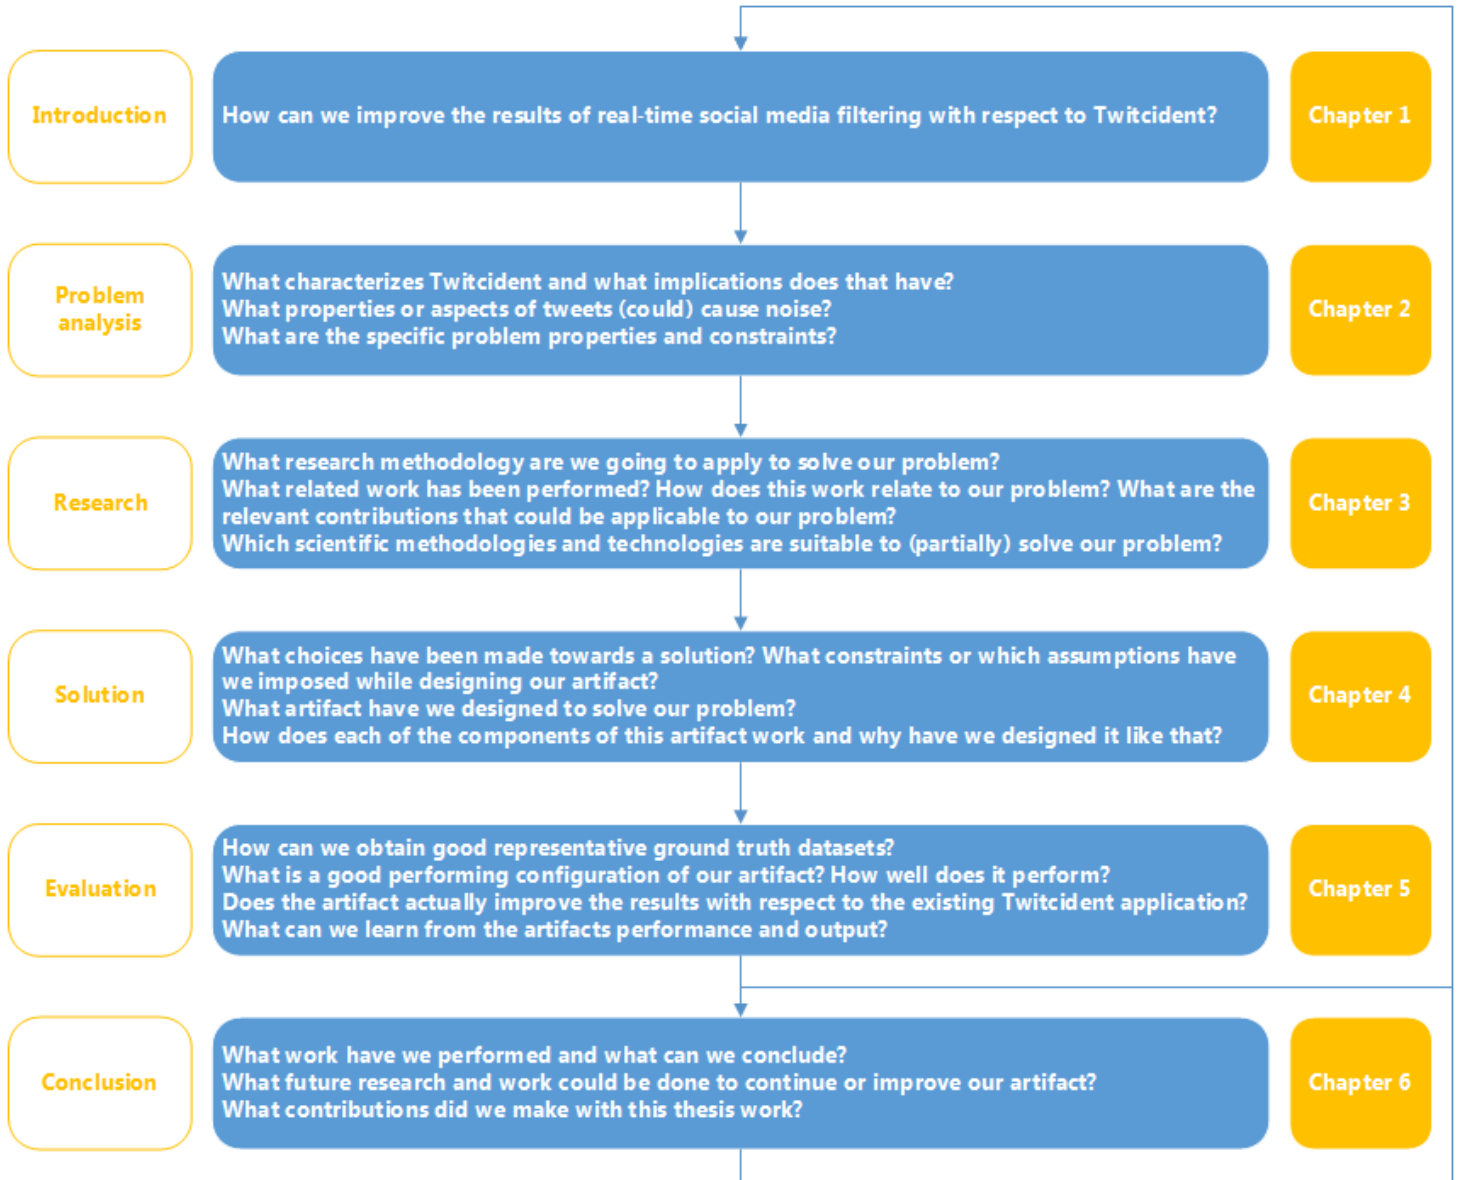 Introduction
How can we improve the results of real-time social media filtering with respect to Twitcident?
Chapter 1
Problem
analysis
What characterizes Twitcident and what implications does that have?
What properties or aspects of tweets (could) cause noise?
What are the specific problem properties and constraints?
Chapter 2
Research
What research methodology are we going to apply to solve our problem?
What related work has been performed? How does this work relate to our problem? What are the
relevant contributions that could be applicable to our problem?
Which scientific methodologies and technologies are suitable to (partially) solve our problem?
Chapter 3
Solution
What choices have been made towards a solution? What constraints or which assumptions have
we imposed while designing our artifact?
What artifact have we designed to solve our problem?
How does each of the components of this artifact work and why have we designed it like that?
Chapter 4
Evaluation
How can we obtain good representative ground truth datasets?
What is a good performing configuration of our artifact? How well does it perform?
Does the artifact actually improve the results with respect to the existing Twitcident application?
What can we learn from the artifacts performance and output?
Chapter 5
Conclusion
What work have we performed and what can we conclude?
What future research and work could be done to continue or improve our artifact?
What contributions did we make with this thesis work?
Chapter 6